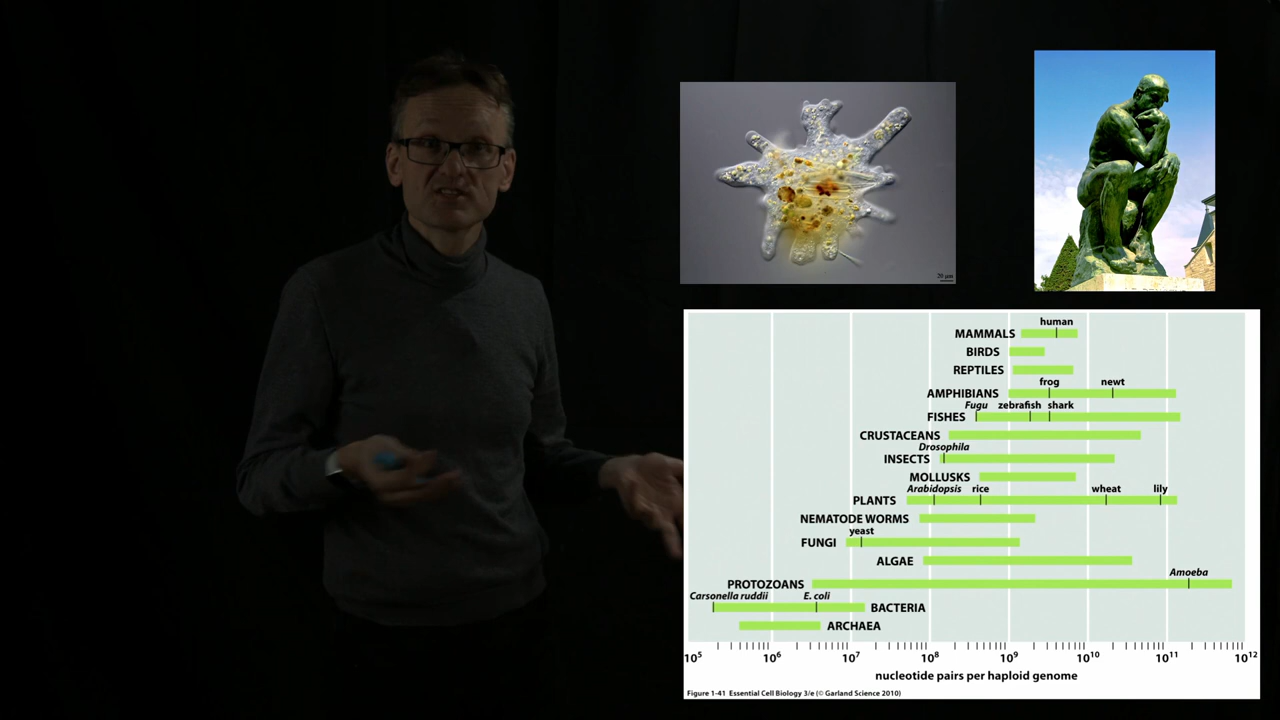 20 µm
human
MAMMALS
BIRDS
REPTILES
frog newt
AMPHIBIANS
Fugu zebrafish shark
FISHES
CRUSTACEANS
Drosophila
INSECTS
MOLLUSKS
Arabidopsis rice wheat lily
PLANTS
NEMATODE WORMS
yeast
FUNGI
ALGAE
Amoeba
PROTOZOANS
Carsonella ruddii E. coli
BACTERIA
ARCHAEA
10⁵ 10⁶ 10⁷ 10⁸ 10⁹ 10¹⁰ 10¹¹ 10¹²
nucleotide pairs per haploid genome
Figure 1-41 Essential Cell Biology 3/e (© Garland Science 2010)